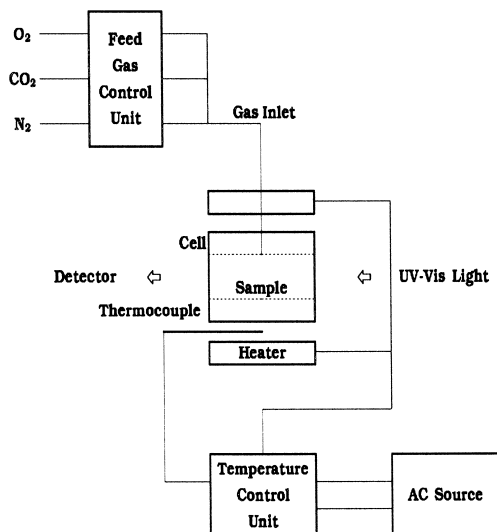 O₂
CO₂
N₂
Feed
Gas
Control
Unit
Gas Inlet
Cell
Detector
Sample
UV-Vis Light
Thermocouple
Heater
Temperature
Control
Unit
AC Source